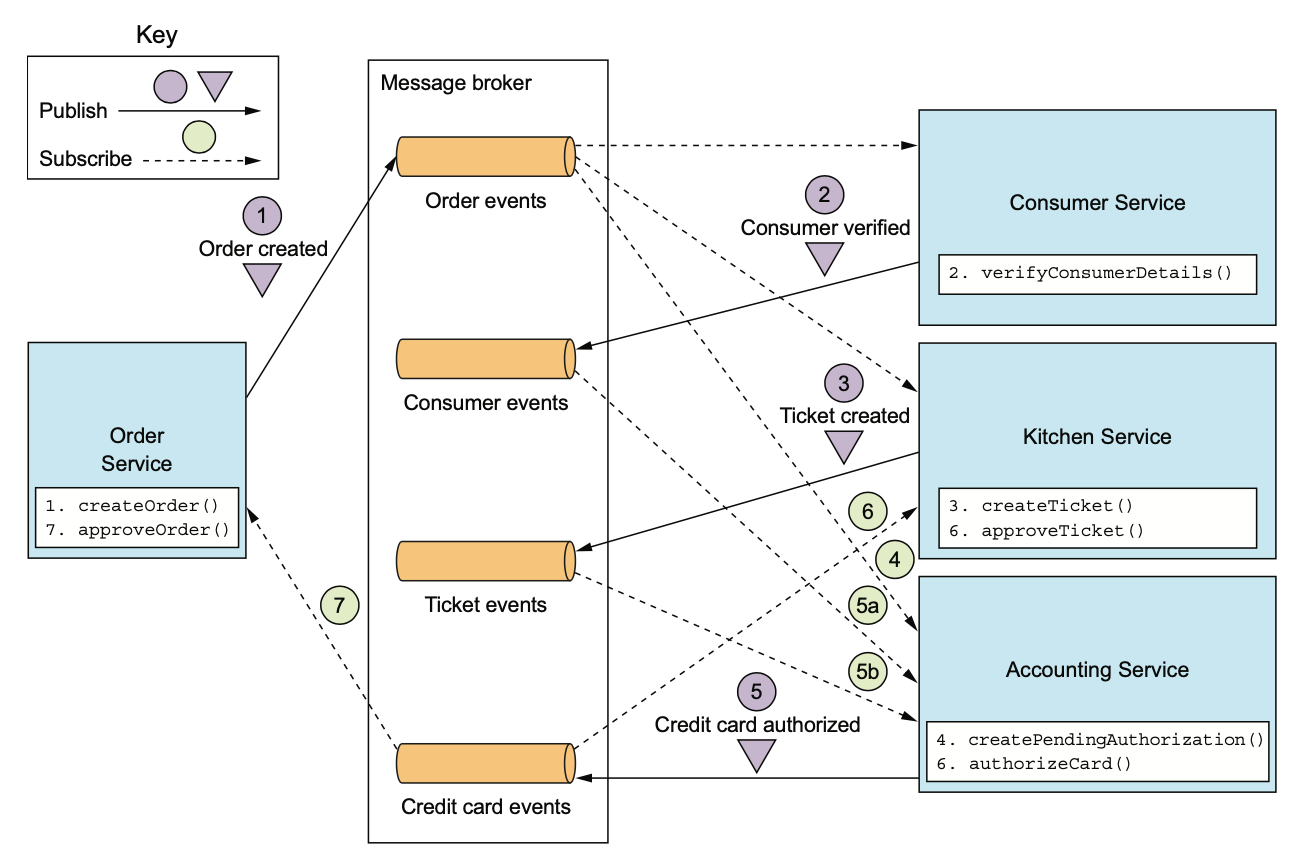 Key
Publish
Subscribe
Message broker
Order events
Consumer events
Ticket events
Credit card events
1
Order created
2
Consumer verified
3
Ticket created
6
4
5a
5b
5
Credit card authorized
7
Order
Service
1. createOrder()
7. approveOrder()
Consumer Service
2. verifyConsumerDetails()
Kitchen Service
3. createTicket()
6. approveTicket()
Accounting Service
4. createPendingAuthorization()
6. authorizeCard()